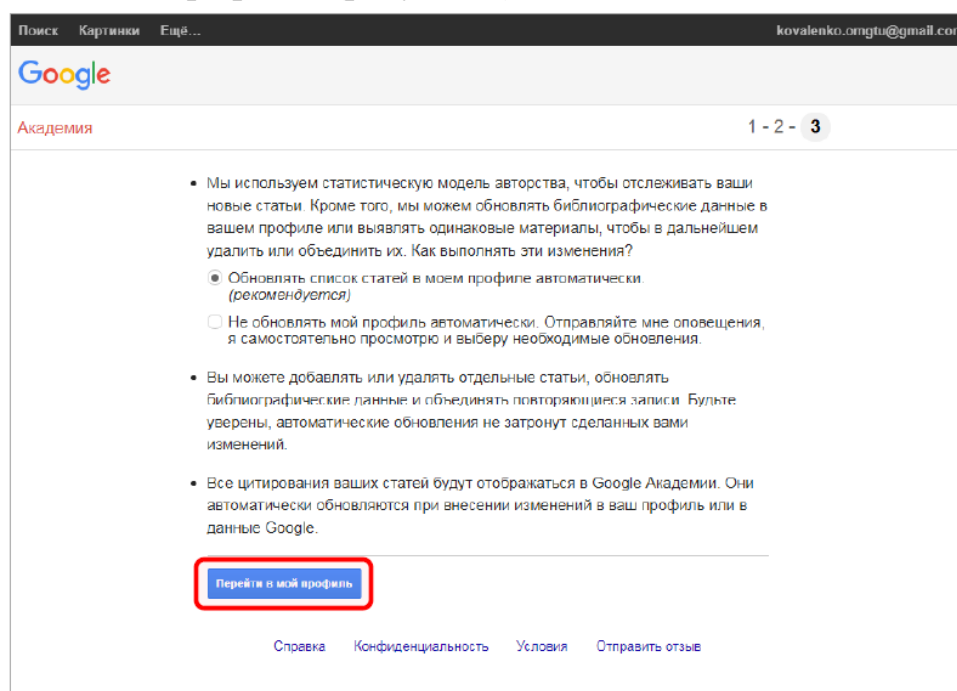 Поиск Картинки Ещё... kovalenko.omgtu@gmail.con
Google
Академия 1 - 2 - 3
• Мы используем статистическую модель авторства, чтобы отслеживать ваши
новые статьи. Кроме того, мы можем обновлять библиографические данные в
вашем профиле или выявлять одинаковые материалы, чтобы в дальнейшем
удалить или объединить их. Как выполнять эти изменения?
Обновлять список статей в моем профиле автоматически.
(рекомендуется)
Не обновлять мой профиль автоматически. Отправляйте мне оповещения,
я самостоятельно просмотрю и выберу необходимые обновления.
• Вы можете добавлять или удалять отдельные статьи, обновлять
библиографические данные и объединять повторяющиеся записи. Будьте
уверены, автоматические обновления не затронут сделанных вами
изменений.
• Все цитирования ваших статей будут отображаться в Google Академии. Они
автоматически обновляются при внесении изменений в ваш профиль или в
данные Google.
Перейти в мой профиль
Справка Конфиденциальность Условия Отправить отзыв